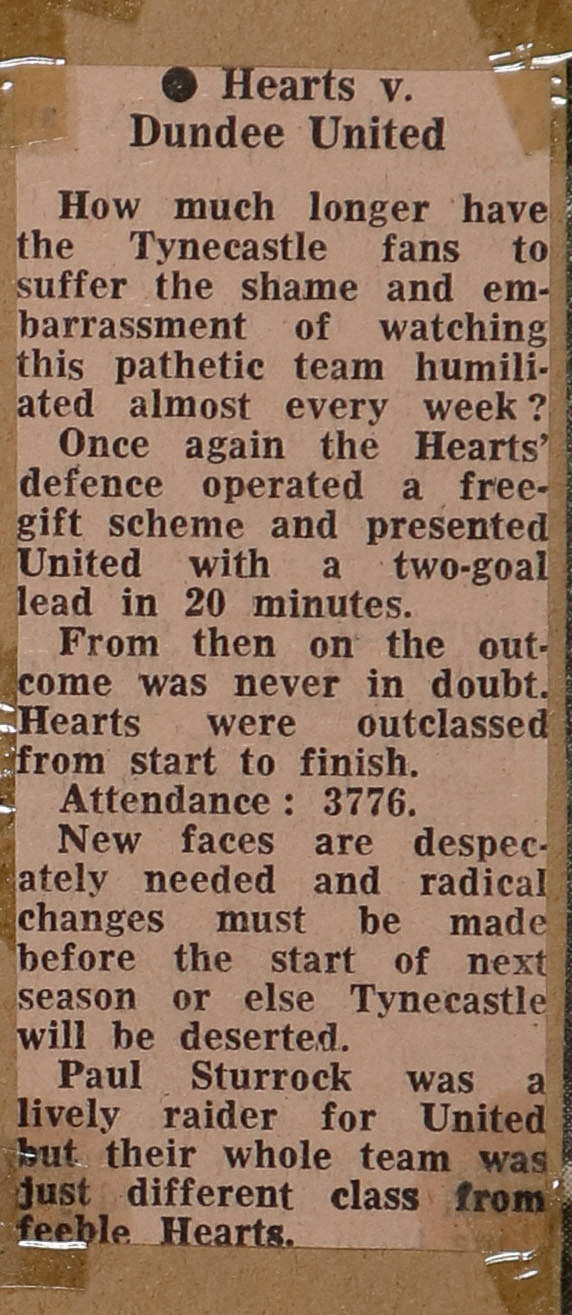 ● Hearts v.
Dundee United
How much longer have
the Tynecastle fans to
suffer the shame and em-
barrassment of watching
this pathetic team humili-
ated almost every week?
Once again the Hearts'
defence operated a free-
gift scheme and presented
United with a two-goal
lead in 20 minutes.
From then on the out-
come was never in doubt.
Hearts were outclassed
from start to finish.
Attendance: 3776.
New faces are despec-
ately needed and radical
changes must be made
before the start of next
season or else Tynecastle
will be deserted.
Paul Sturrock was a
lively raider for United
but their whole team was
just different class from
feeble Hearts.